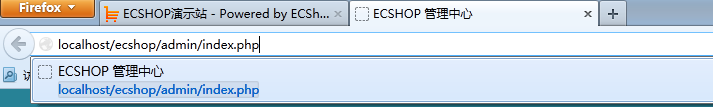 Firefox
ECSHOP演示站 - Powered by ECSh...
ECSHOP 管理中心
localhost/ecshop/admin/index.php
ECSHOP 管理中心
localhost/ecshop/admin/index.php